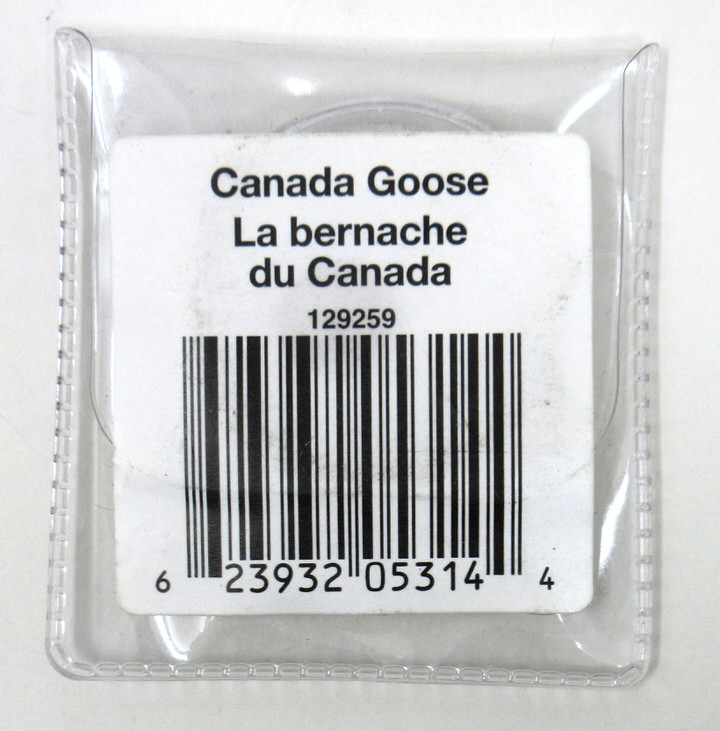 Canada Goose
La bernache
du Canada
129259
6 23932 05314 4